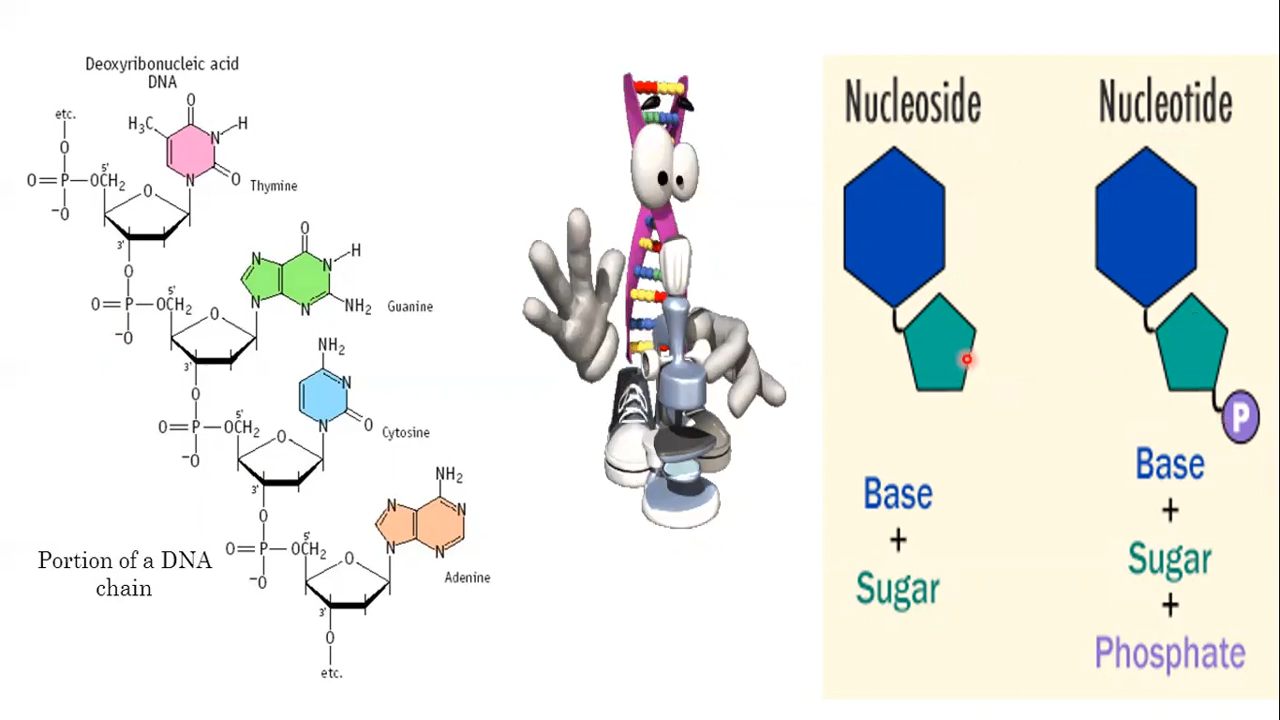 Deoxyribonucleic acid
DNA
etc.
O
O
H₃C
N
H
O=P—OCH₂
5'
O
N
O
Thymine
⁻O
3'
O
O
N
N
H
O=P—OCH₂
5'
O
N
N
NH₂
Guanine
⁻O
3'
O
NH₂
N
O=P—OCH₂
5'
O
N
O
Cytosine
⁻O
3'
O
NH₂
N
N
O=P—OCH₂
5'
O
N
N
Adenine
⁻O
3'
O
etc.
Portion of a DNA
chain
Nucleoside
Base
+
Sugar
Nucleotide
P
Base
+
Sugar
+
Phosphate